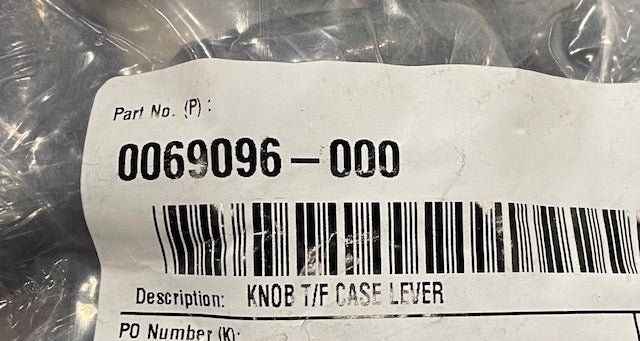 Part No. (P) :
0069096-000
Description: KNOB T/F CASE LEVER
PO Number (K):